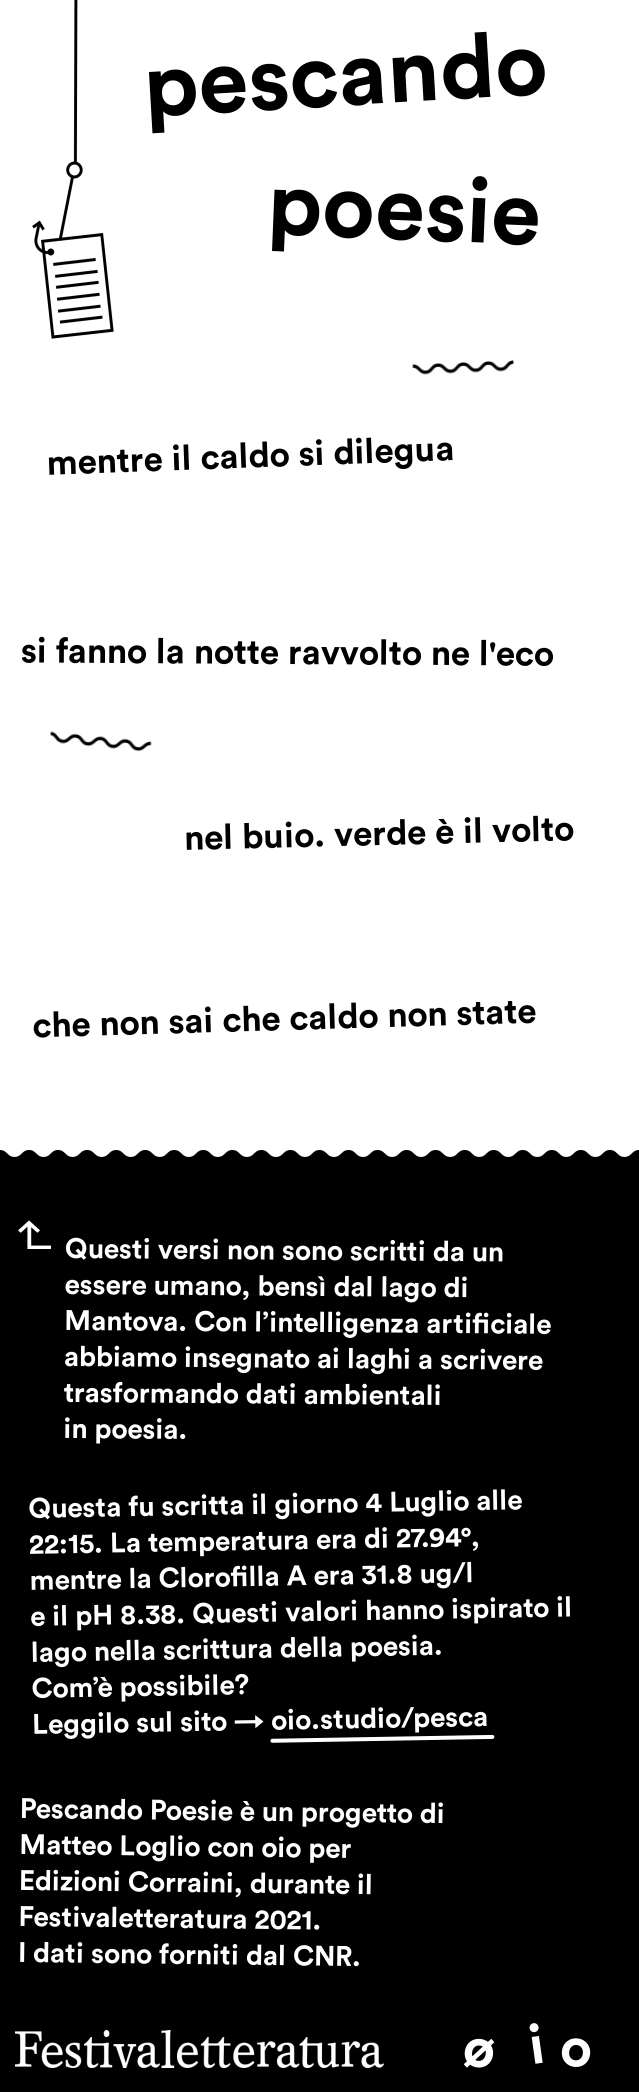 pescando
poesie
mentre il caldo si dilegua
si fanno la notte ravvolto ne l'eco
nel buio. verde è il volto
che non sai che caldo non state
Questi versi non sono scritti da un
essere umano, bensì dal lago di
Mantova. Con l’intelligenza artificiale
abbiamo insegnato ai laghi a scrivere
trasformando dati ambientali
in poesia.
Questa fu scritta il giorno 4 Luglio alle
22:15. La temperatura era di 27.94°,
mentre la Clorofilla A era 31.8 ug/l
e il pH 8.38. Questi valori hanno ispirato il
lago nella scrittura della poesia.
Com’è possibile?
Leggilo sul sito → oio.studio/pesca
Pescando Poesie è un progetto di
Matteo Loglio con oio per
Edizioni Corraini, durante il
Festivaletteratura 2021.
I dati sono forniti dal CNR.
Festivaletteratura ø i o